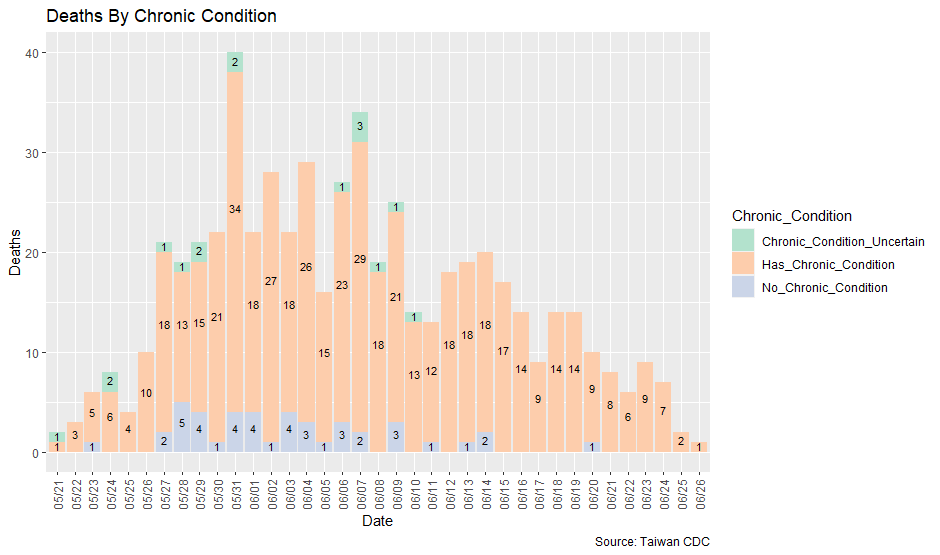 Deaths By Chronic Condition
40
30
20
10
0
Deaths
1 1
3
5 1
2 6
4
10
1 18 2
1 13 5
2 15 4
21 1
2 34 4
18 4
27 1
18 4
26 3
15 1
1 23 3
3 29 2
1 18
1 21 3
1 13
12 1
18
18 1
18 2
17
14
9
14
14
9 1
8
6
9
7
2
1
05/21 05/22 05/23 05/24 05/25 05/26 05/27 05/28 05/29 05/30 05/31 06/01 06/02 06/03 06/04 06/05 06/06 06/07 06/08 06/09 06/10 06/11 06/12 06/13 06/14 06/15 06/16 06/17 06/18 06/19 06/20 06/21 06/22 06/23 06/24 06/25 06/26
Date
Chronic_Condition
Chronic_Condition_Uncertain
Has_Chronic_Condition
No_Chronic_Condition
Source: Taiwan CDC